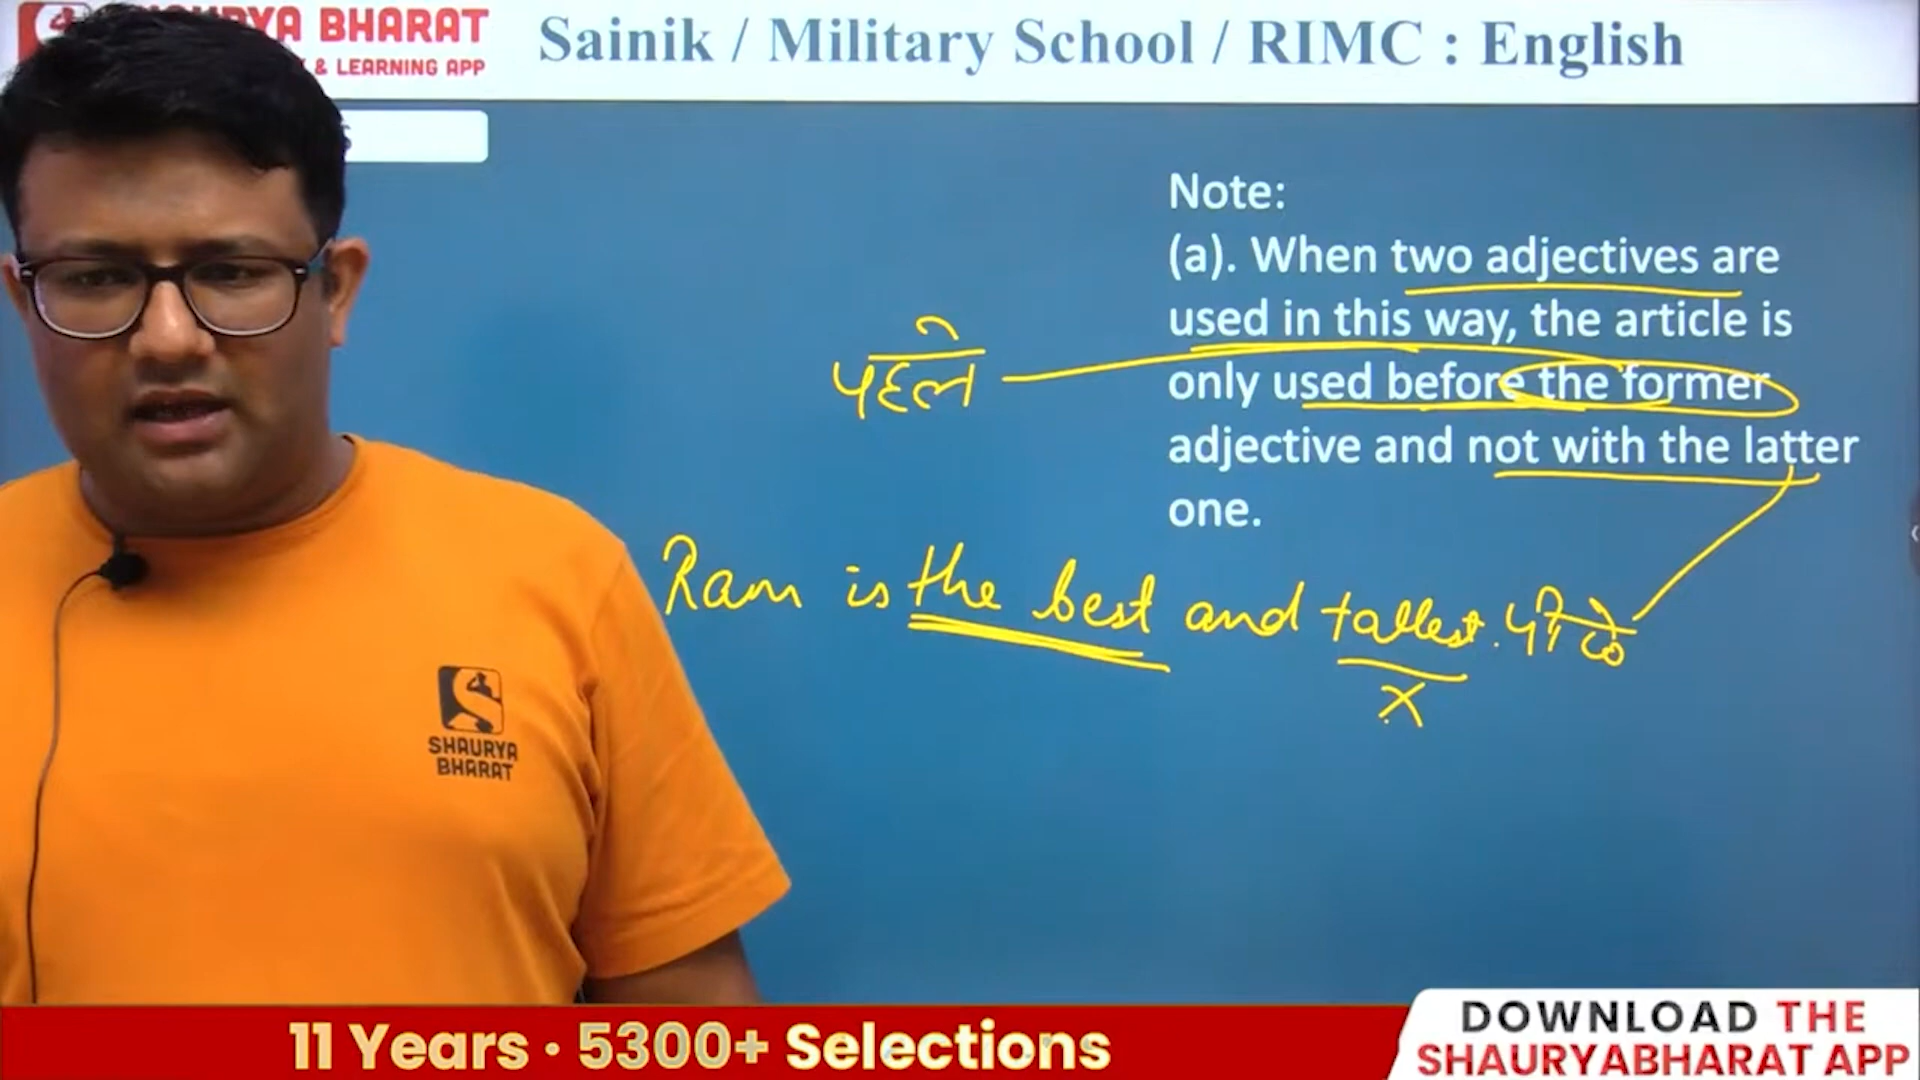 YA BHARAT
& LEARNING APP
Sainik / Military School / RIMC : English
Note:
(a). When two adjectives are
used in this way, the article is
only used before the former
adjective and not with the latter
one.
पहले
Ram is the best and tallest.
x
SHAURYA
BHARAT
11 Years · 5300+ Selections
DOWNLOAD THE
SHAURYABHARAT APP